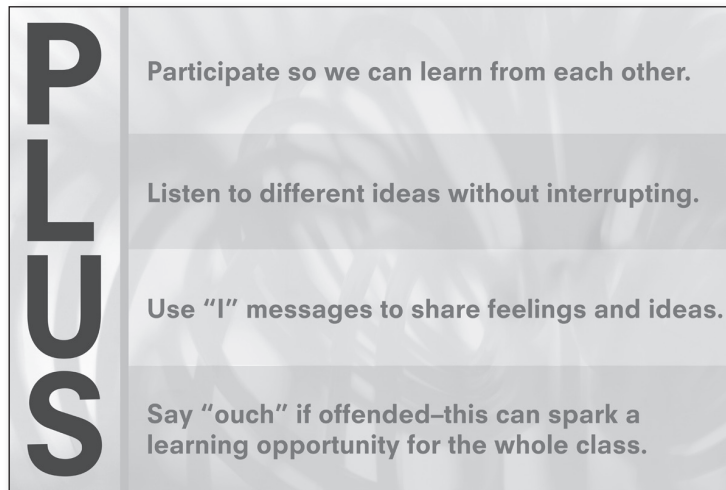 P
Participate so we can learn from each other.
L
Listen to different ideas without interrupting.
U
Use “I” messages to share feelings and ideas.
S
Say “ouch” if offended–this can spark a
learning opportunity for the whole class.